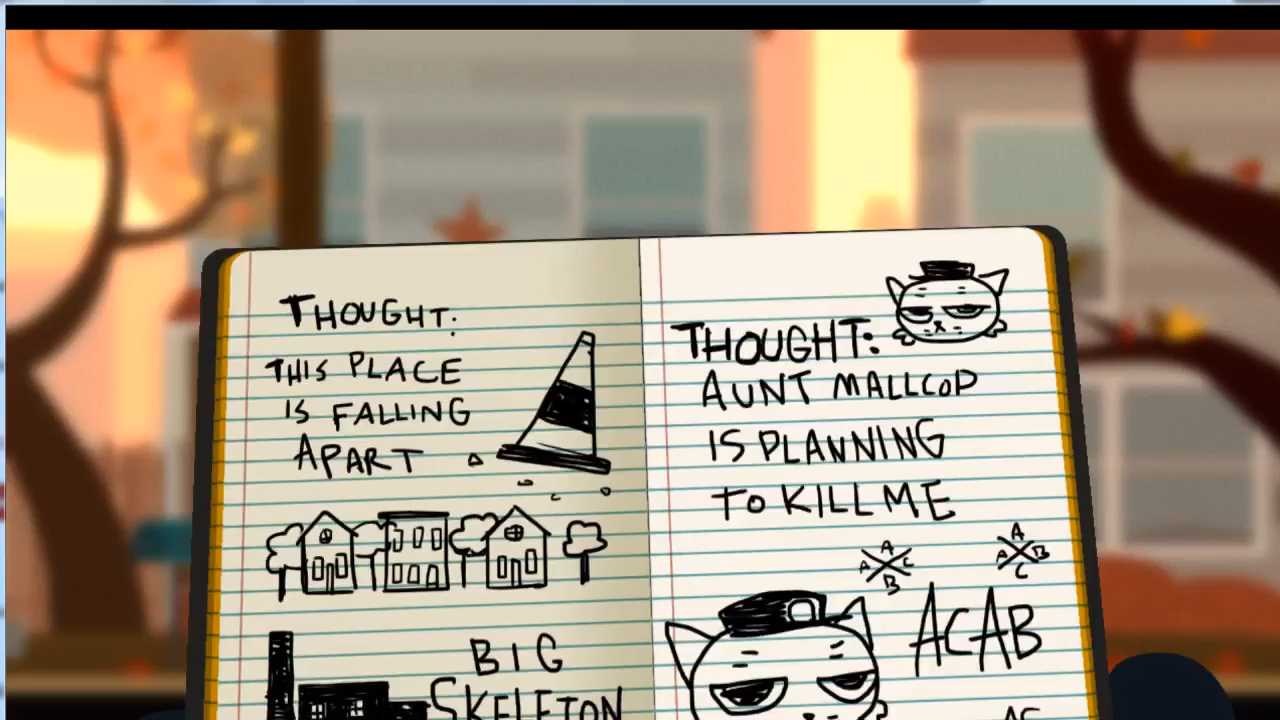 THOUGHT:
THIS PLACE
IS FALLING
APART
BIG
SKELETON
THOUGHT:
AUNT MALLCOP
IS PLANNING
TO KILL ME
A
A C
B
A
A B
C
ACAB